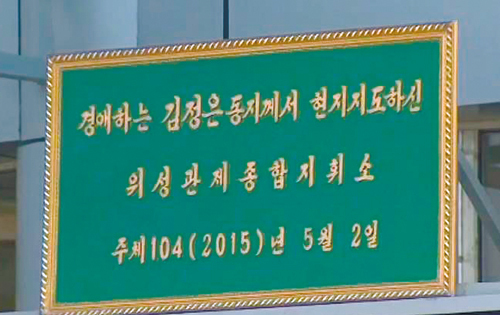 경애하는 김정은동지께서 현지지도하신
위성관제종합지휘소
주체104(2015)년 5월 2일